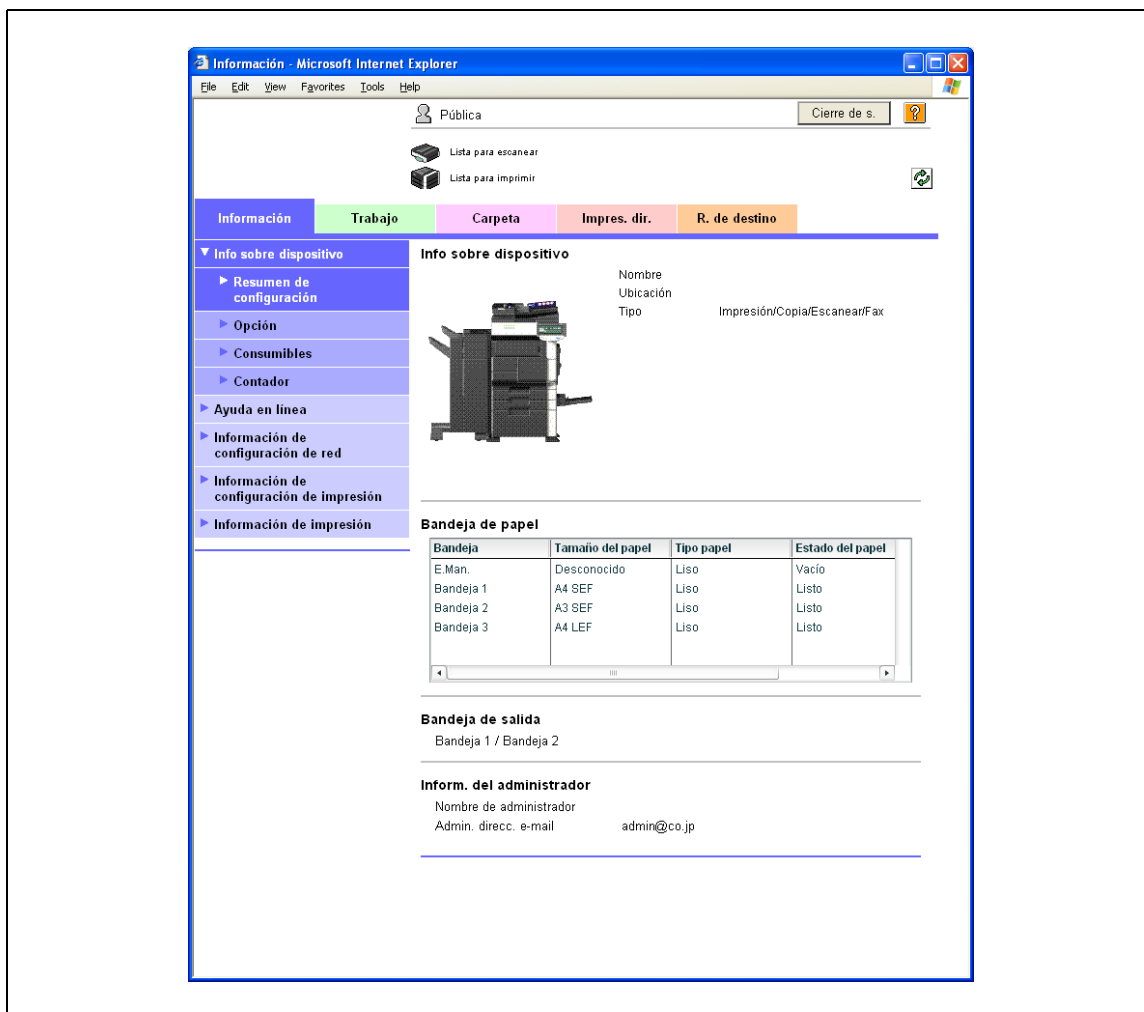 Información - Microsoft Internet Explorer
File Edit View Favorites Tools Help
Pública
Cierre de s.
?
Lista para escanear
Lista para imprimir
Información
Trabajo
Carpeta
Impres. dir.
R. de destino
Info sobre dispositivo
Resumen de
configuración
Opción
Consumibles
Contador
Ayuda en línea
Información de
configuración de red
Información de
configuración de impresión
Información de impresión
Info sobre dispositivo
Nombre
Ubicación
Tipo Impresión/Copia/Escanear/Fax
Bandeja de papel
Bandeja Tamaño del papel Tipo papel Estado del papel
E.Man. Desconocido Liso Vacío
Bandeja 1 A4 SEF Liso Listo
Bandeja 2 A3 SEF Liso Listo
Bandeja 3 A4 LEF Liso Listo
Bandeja de salida
Bandeja 1 / Bandeja 2
Inform. del administrador
Nombre de administrador
Admin. direcc. e-mail admin@co.jp